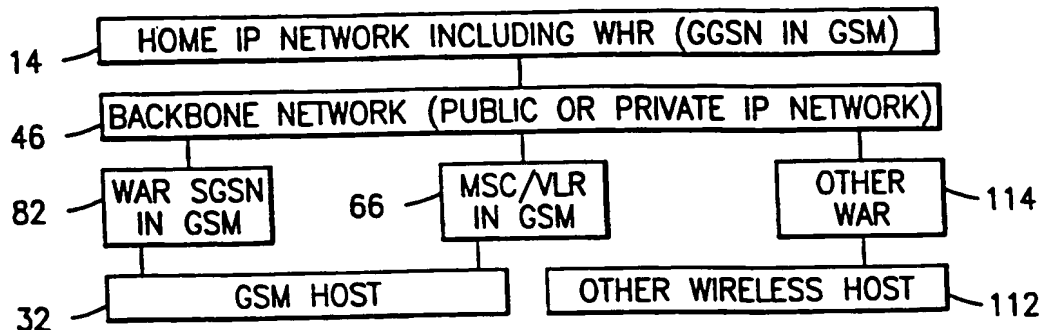 HOME IP NETWORK INCLUDING WHR (GGSN IN GSM)
14
BACKBONE NETWORK (PUBLIC OR PRIVATE IP NETWORK)
46
WAR SGSN
IN GSM
82
MSC/VLR
IN GSM
66
OTHER
WAR
114
GSM HOST
32
OTHER WIRELESS HOST
112